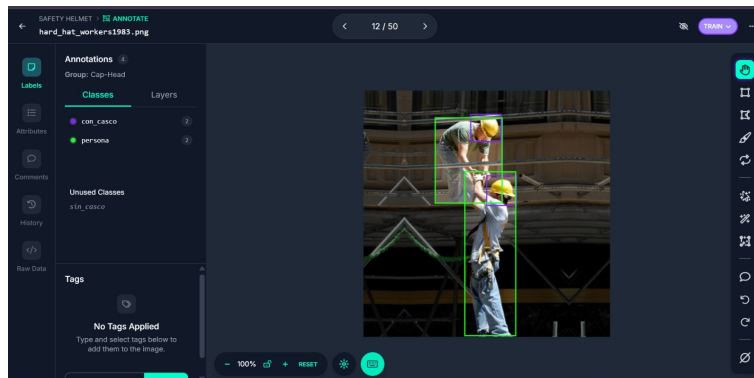 SAFETY HELMET > ANNOTATE
hard_hat_workers1983.png
12 / 50
TRAIN
Labels
Attributes
Comments
History
Raw Data
Annotations 4
Group: Cap-Head
Classes Layers
con_casco 2
persona 2
Unused Classes
sin_casco
Tags
No Tags Applied
Type and select tags below to
add them to the image.
100% RESET